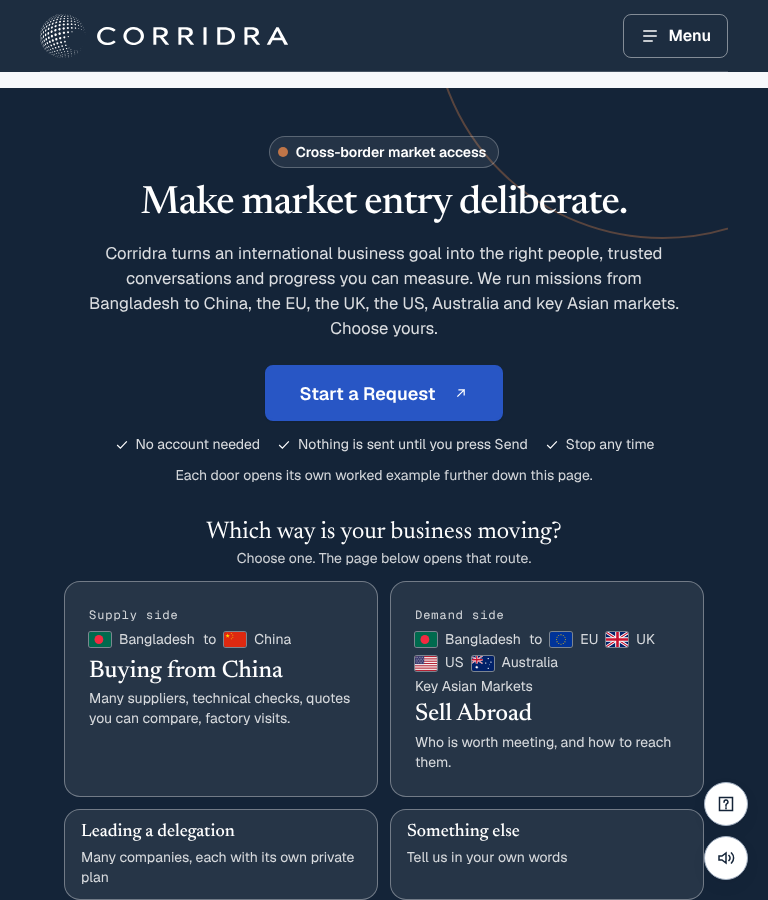 CORRIDRA
Menu
Cross-border market access
Make market entry deliberate.
Corridra turns an international business goal into the right people, trusted
conversations and progress you can measure. We run missions from
Bangladesh to China, the EU, the UK, the US, Australia and key Asian markets.
Choose yours.
Start a Request
No account needed
Nothing is sent until you press Send
Stop any time
Each door opens its own worked example further down this page.
Which way is your business moving?
Choose one. The page below opens that route.
Supply side
Bangladesh to China
Buying from China
Many suppliers, technical checks, quotes
you can compare, factory visits.
Demand side
Bangladesh to EU UK
US Australia
Key Asian Markets
Sell Abroad
Who is worth meeting, and how to reach
them.
Leading a delegation
Many companies, each with its own private
plan
Something else
Tell us in your own words